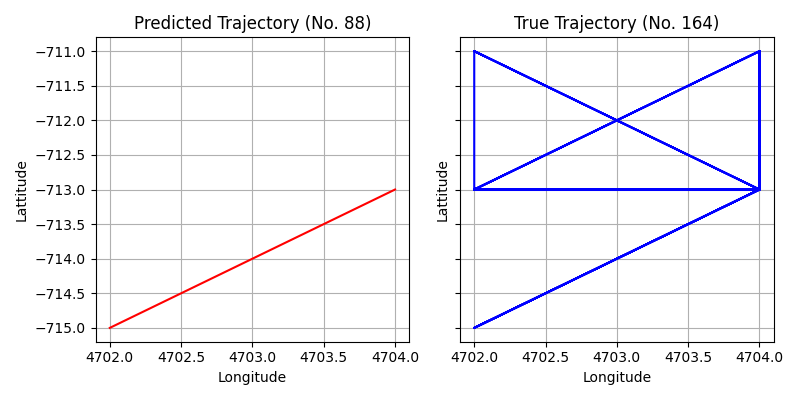 Predicted Trajectory (No. 88)
Lattitude
−711.0
−711.5
−712.0
−712.5
−713.0
−713.5
−714.0
−714.5
−715.0
4702.0 4702.5 4703.0 4703.5 4704.0
Longitude
True Trajectory (No. 164)
Lattitude
4702.0 4702.5 4703.0 4703.5 4704.0
Longitude